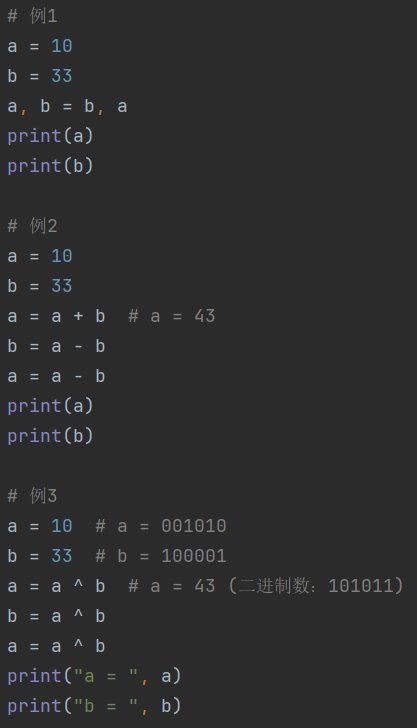 # 例1
a = 10
b = 33
a, b = b, a
print(a)
print(b)
# 例2
a = 10
b = 33
a = a + b  # a = 43
b = a - b
a = a - b
print(a)
print(b)
# 例3
a = 10  # a = 001010
b = 33  # b = 100001
a = a ^ b  # a = 43 (二进制数：101011)
b = a ^ b
a = a ^ b
print("a = ", a)
print("b = ", b)